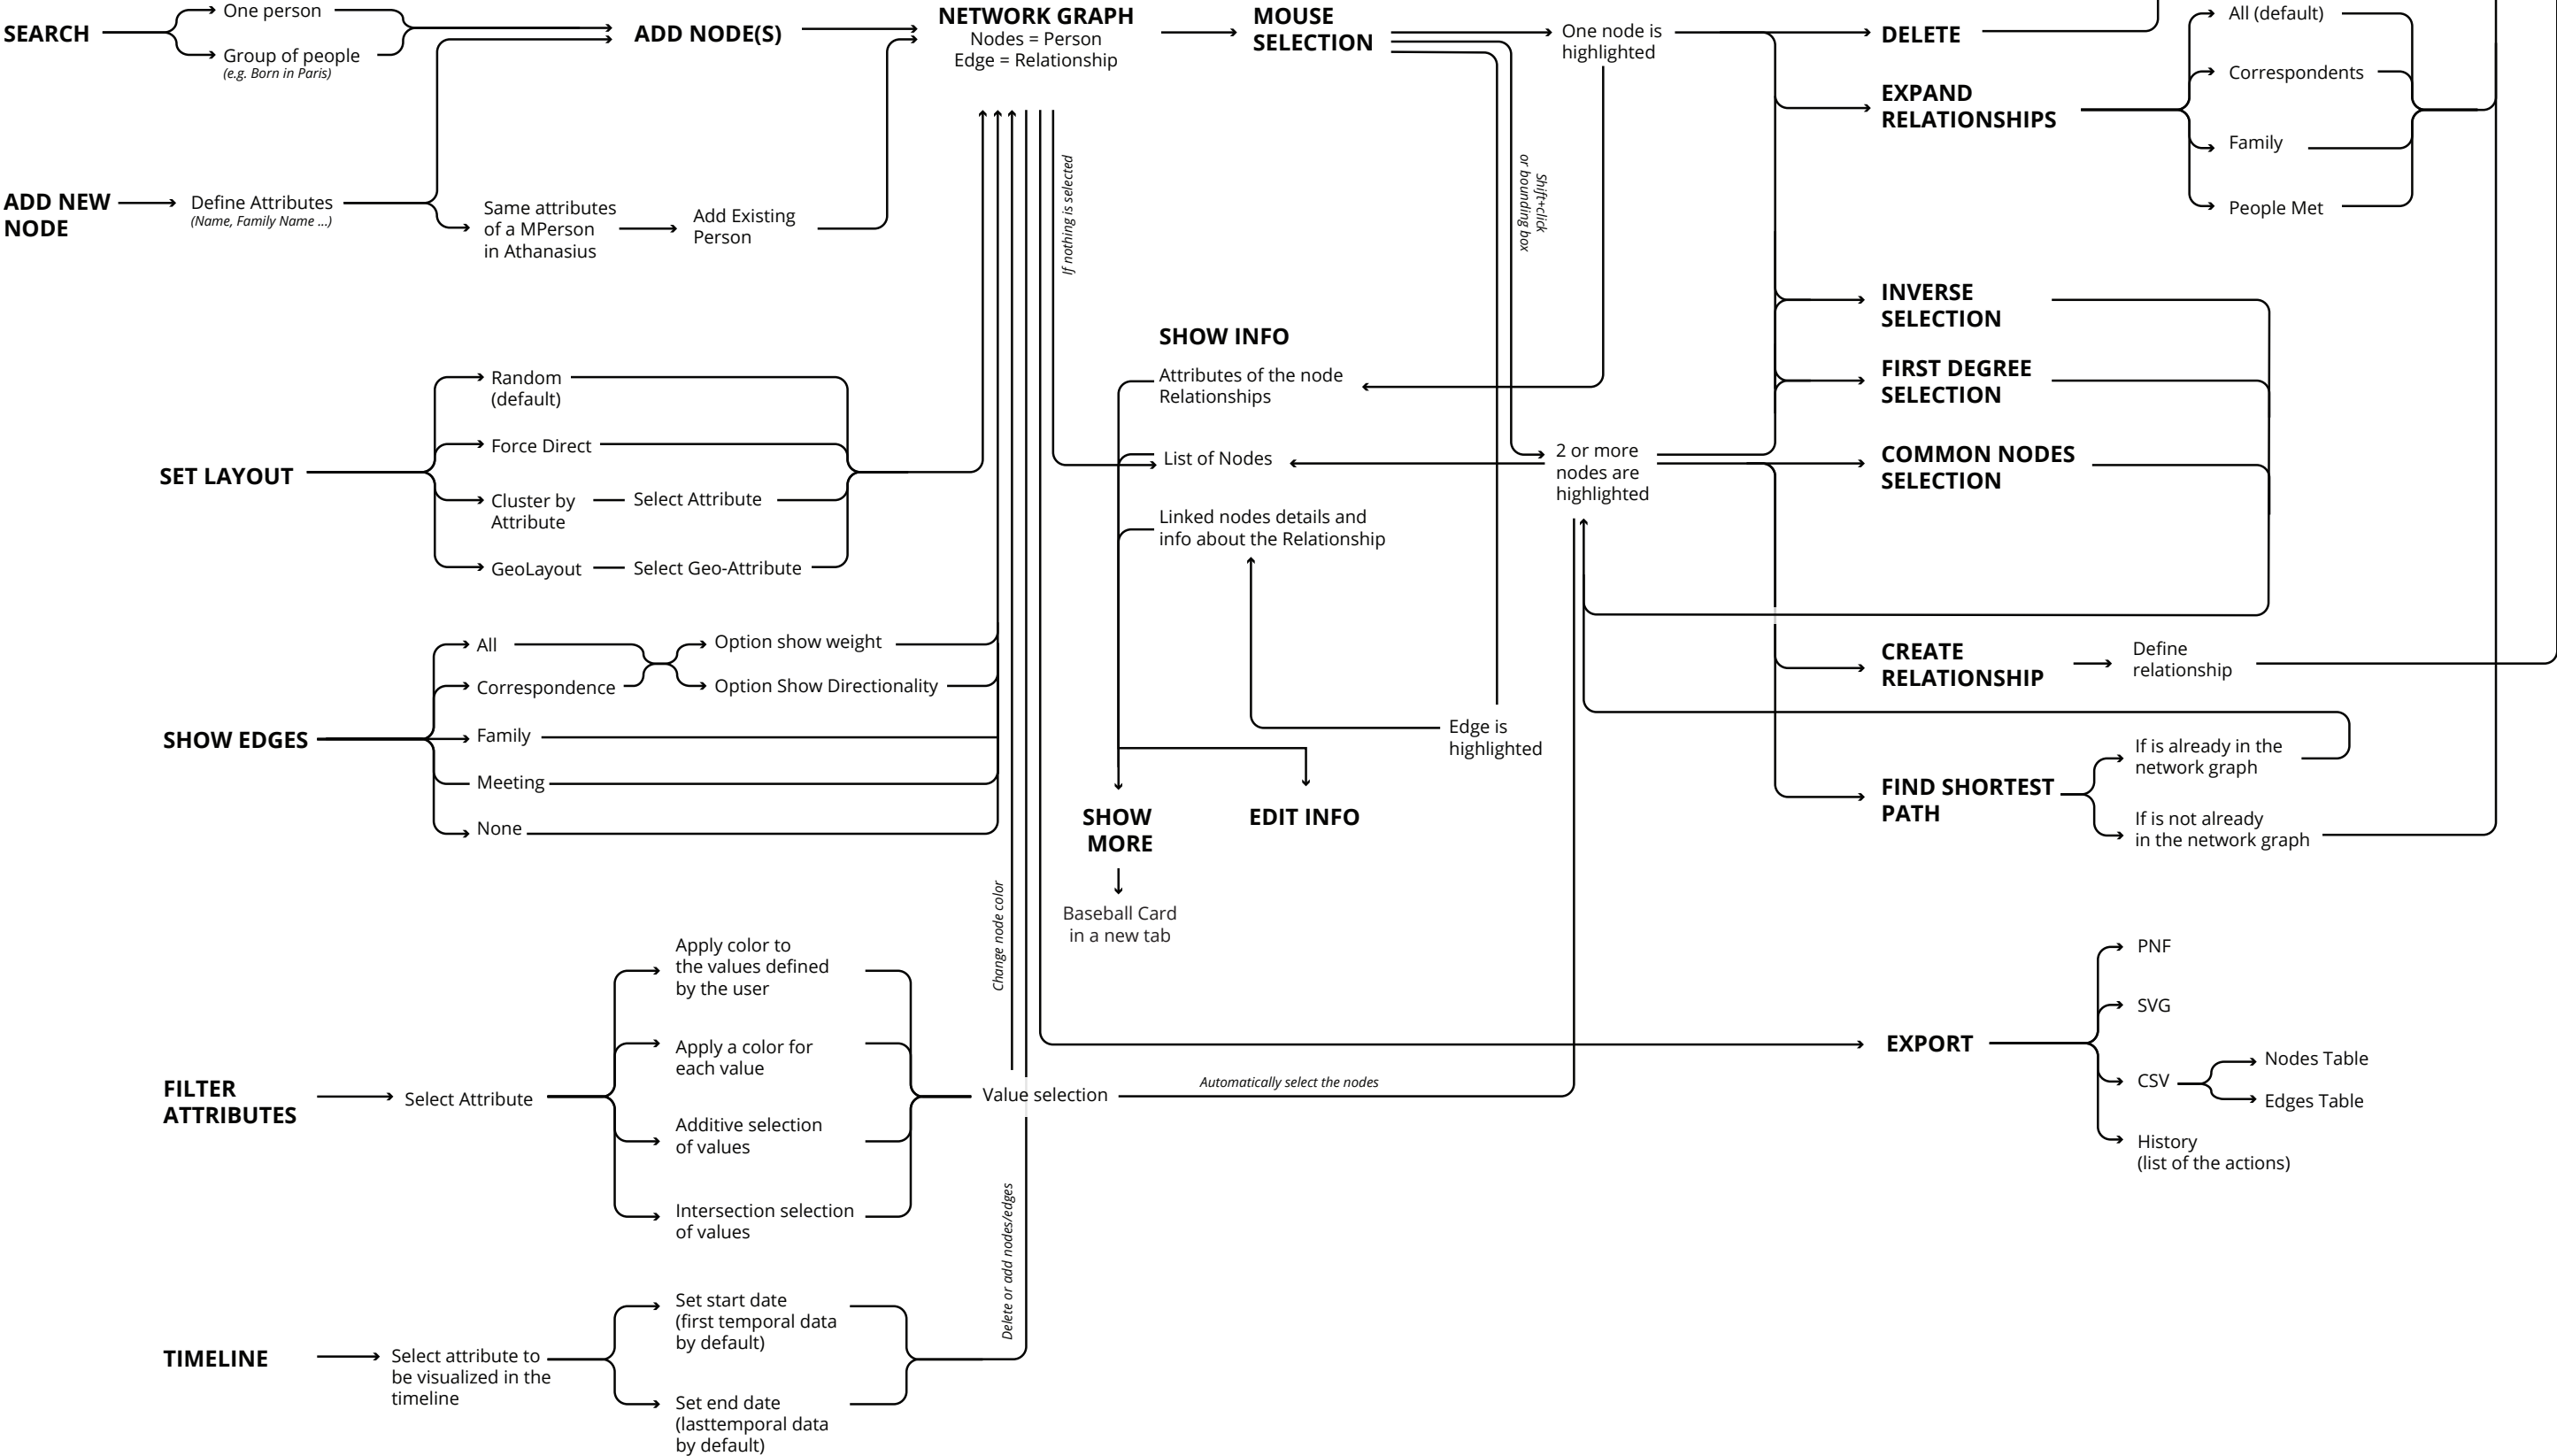 SEARCH
One person
Group of people
(e.g. Born in Paris)
ADD NODE(S)
NETWORK GRAPH
Nodes = Person
Edge = Relationship
MOUSE
SELECTION
One node is
highlighted
DELETE
EXPAND
RELATIONSHIPS
All (default)
Correspondents
Family
People Met
ADD NEW
NODE
Define Attributes
(Name, Family Name ...)
Same attributes
of a MPerson
in Athanasius
Add Existing
Person
If nothing is selected
Shift+click
or bounding box
INVERSE
SELECTION
FIRST DEGREE
SELECTION
COMMON NODES
SELECTION
SHOW INFO
Attributes of the node
Relationships
List of Nodes
Linked nodes details and
info about the Relationship
2 or more
nodes are
highlighted
SET LAYOUT
Random
(default)
Force Direct
Cluster by
Attribute
Select Attribute
GeoLayout
Select Geo-Attribute
SHOW EDGES
All
Correspondence
Family
Meeting
None
Option show weight
Option Show Directionality
Edge is
highlighted
CREATE
RELATIONSHIP
Define
relationship
FIND SHORTEST
PATH
If is already in the
network graph
If is not already
in the network graph
SHOW
MORE
EDIT INFO
Baseball Card
in a new tab
Change node color
FILTER
ATTRIBUTES
Select Attribute
Apply color to
the values defined
by the user
Apply a color for
each value
Additive selection
of values
Intersection selection
of values
Value selection
Automatically select the nodes
EXPORT
PNF
SVG
CSV
Nodes Table
Edges Table
History
(list of the actions)
Delete or add nodes/edges
TIMELINE
Select attribute to
be visualized in the
timeline
Set start date
(first temporal data
by default)
Set end date
(lasttemporal data
by default)